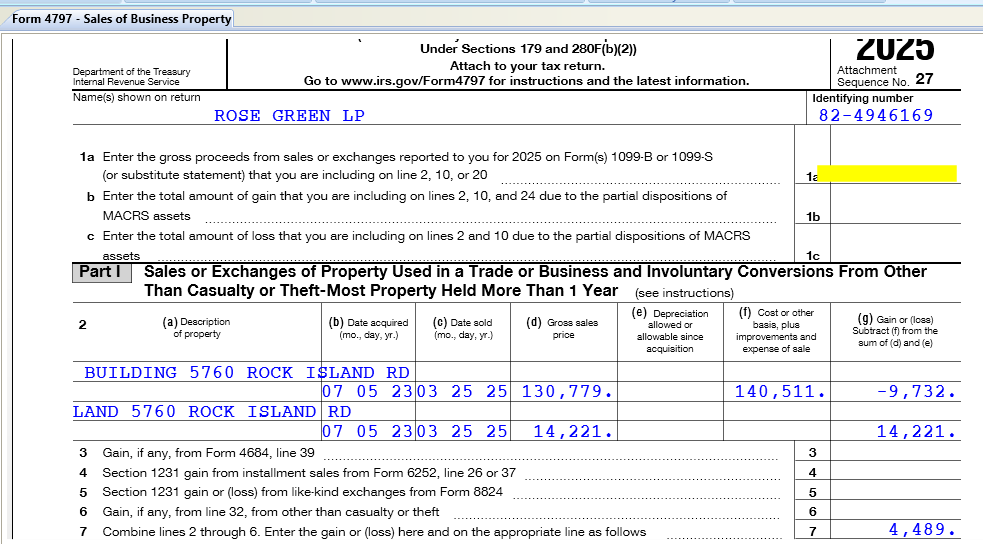 Form 4797 - Sales of Business Property
Under Sections 179 and 280F(b)(2))
2025
Attach to your tax return.
Department of the Treasury
Internal Revenue Service
Go to www.irs.gov/Form4797 for instructions and the latest information.
Attachment
Sequence No. 27
Name(s) shown on return
Identifying number
ROSE GREEN LP
82-4946169
1a Enter the gross proceeds from sales or exchanges reported to you for 2025 on Form(s) 1099-B or 1099-S
(or substitute statement) that you are including on line 2, 10, or 20
1a
b Enter the total amount of gain that you are including on lines 2, 10, and 24 due to the partial dispositions of
MACRS assets
1b
c Enter the total amount of loss that you are including on lines 2 and 10 due to the partial dispositions of MACRS
assets
1c
Part I Sales or Exchanges of Property Used in a Trade or Business and Involuntary Conversions From Other
Than Casualty or Theft-Most Property Held More Than 1 Year (see instructions)
2
(a) Description
of property
(b) Date acquired
(mo., day, yr.)
(c) Date sold
(mo., day, yr.)
(d) Gross sales
price
(e) Depreciation
allowed or
allowable since
acquisition
(f) Cost or other
basis, plus
improvements and
expense of sale
(g) Gain or (loss)
Subtract (f) from the
sum of (d) and (e)
BUILDING 5760 ROCK ISLAND RD
07 05 23 03 25 25 130,779. 140,511. -9,732.
LAND 5760 ROCK ISLAND RD
07 05 23 03 25 25 14,221. 14,221.
3 Gain, if any, from Form 4684, line 39 3
4 Section 1231 gain from installment sales from Form 6252, line 26 or 37 4
5 Section 1231 gain or (loss) from like-kind exchanges from Form 8824 5
6 Gain, if any, from line 32, from other than casualty or theft 6
7 Combine lines 2 through 6. Enter the gain or (loss) here and on the appropriate line as follows 7 4,489.